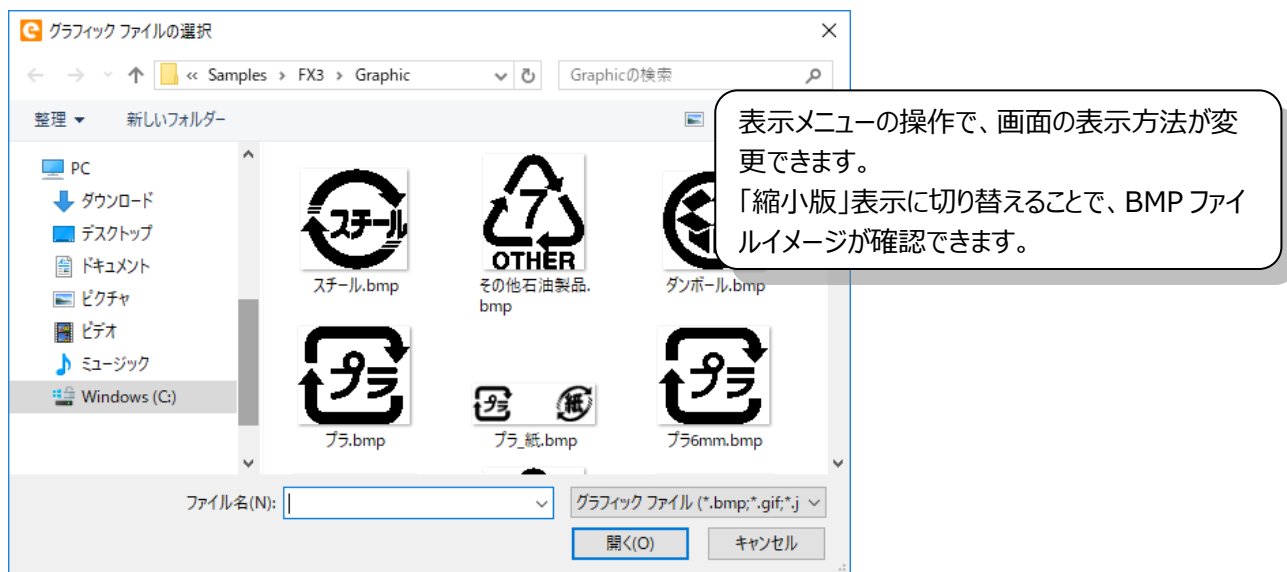 グラフィック ファイルの選択
« Samples › FX3 › Graphic
Graphicの検索
整理
新しいフォルダー
表示メニューの操作で、画面の表示方法が変
更できます。
「縮小版」表示に切り替えることで、BMP ファイ
ルイメージが確認できます。
PC
ダウンロード
デスクトップ
ドキュメント
ピクチャ
ビデオ
ミュージック
Windows (C:)
スチール
スチール.bmp
7
OTHER
その他石油製品.
bmp
ダンボール.bmp
プラ
プラ.bmp
プラ 紙
プラ_紙.bmp
プラ
プラ6mm.bmp
ファイル名(N):
グラフィック ファイル (*.bmp;*.gif;*.j
開く(O)
キャンセル